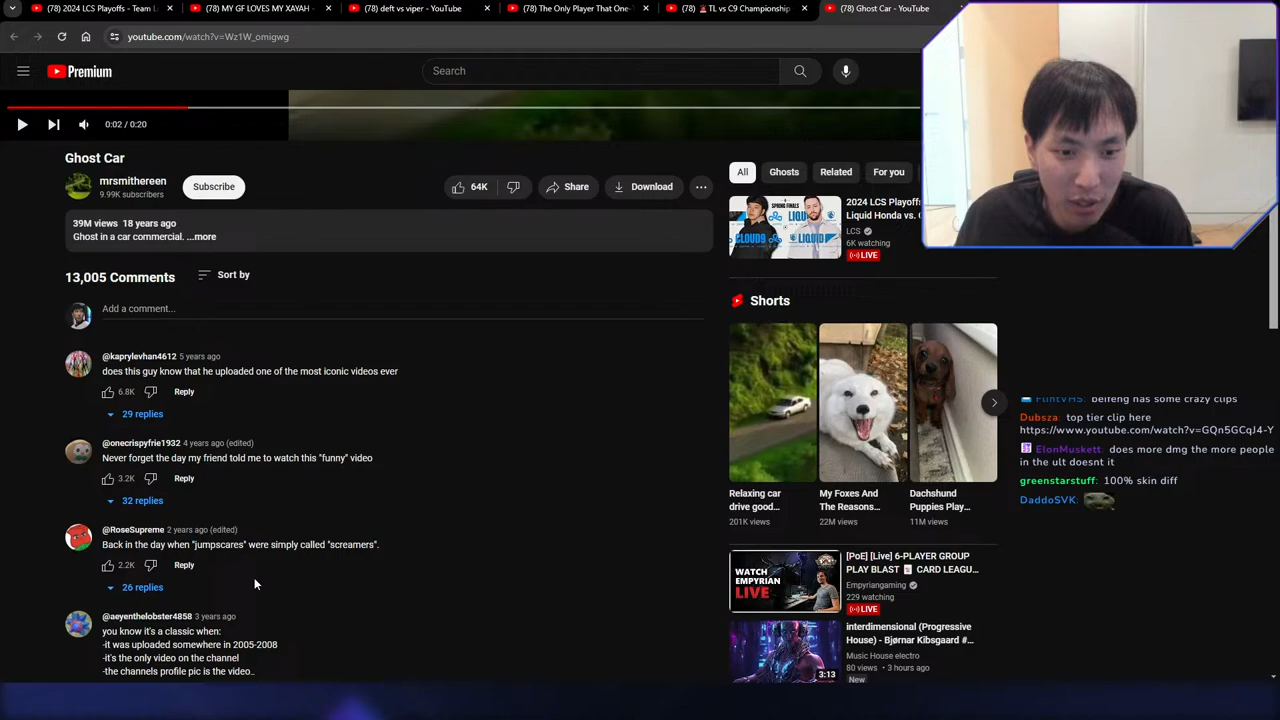 (78) 2024 LCS Playoffs - Team L
(78) MY GF LOVES MY XAYAH -
(78) deft vs viper - YouTube
(78) The Only Player That One-T
(78) 🚨TL vs C9 Championship
(78) Ghost Car - YouTube
youtube.com/watch?v=Wz1W_omigwg
Premium
Search
0:02 / 0:20
Ghost Car
mrsmithereen
9.99K subscribers
Subscribe
64K
Share
Download
39M views 18 years ago
Ghost in a car commercial. ...more
13,005 Comments
Sort by
Add a comment...
@kaprylevhan4612 5 years ago
does this guy know that he uploaded one of the most iconic videos ever
6.8K
Reply
29 replies
@onecrispyfrie1932 4 years ago (edited)
Never forget the day my friend told me to watch this "funny" video
3.2K
Reply
32 replies
@RoseSupreme 2 years ago (edited)
Back in the day when "jumpscares" were simply called "screamers".
2.2K
Reply
26 replies
@aeyenthelobster4858 3 years ago
you know it's a classic when:
-it was uploaded somewhere in 2005-2008
-it's the only video on the channel
-the channels profile pic is the video..
All
Ghosts
Related
For you
SPRING FINALS
CLOUD9
LIQUID
2024 LCS Playoffs
Liquid Honda vs. C
LCS
6K watching
LIVE
Shorts
Relaxing car
drive good...
201K views
My Foxes And
The Reasons...
22M views
Dachshund
Puppies Play...
11M views
WATCH
EMPYRIAN
LIVE
[PoE] [Live] 6-PLAYER GROUP
PLAY BLAST 🎴 CARD LEAGU...
Empyriangaming
229 watching
LIVE
3:13
interdimensional (Progressive
House) - Bjørnar Kibsgaard #...
Music House electro
80 views • 3 hours ago
New
FlintVHS: beifeng has some crazy clips
Dubsza: top tier clip here
https://www.youtube.com/watch?v=GQn5GCqJ4-Y
ElonMuskett: does more dmg the more people
in the ult doesnt it
greenstarstuff: 100% skin diff
DaddoSVK: